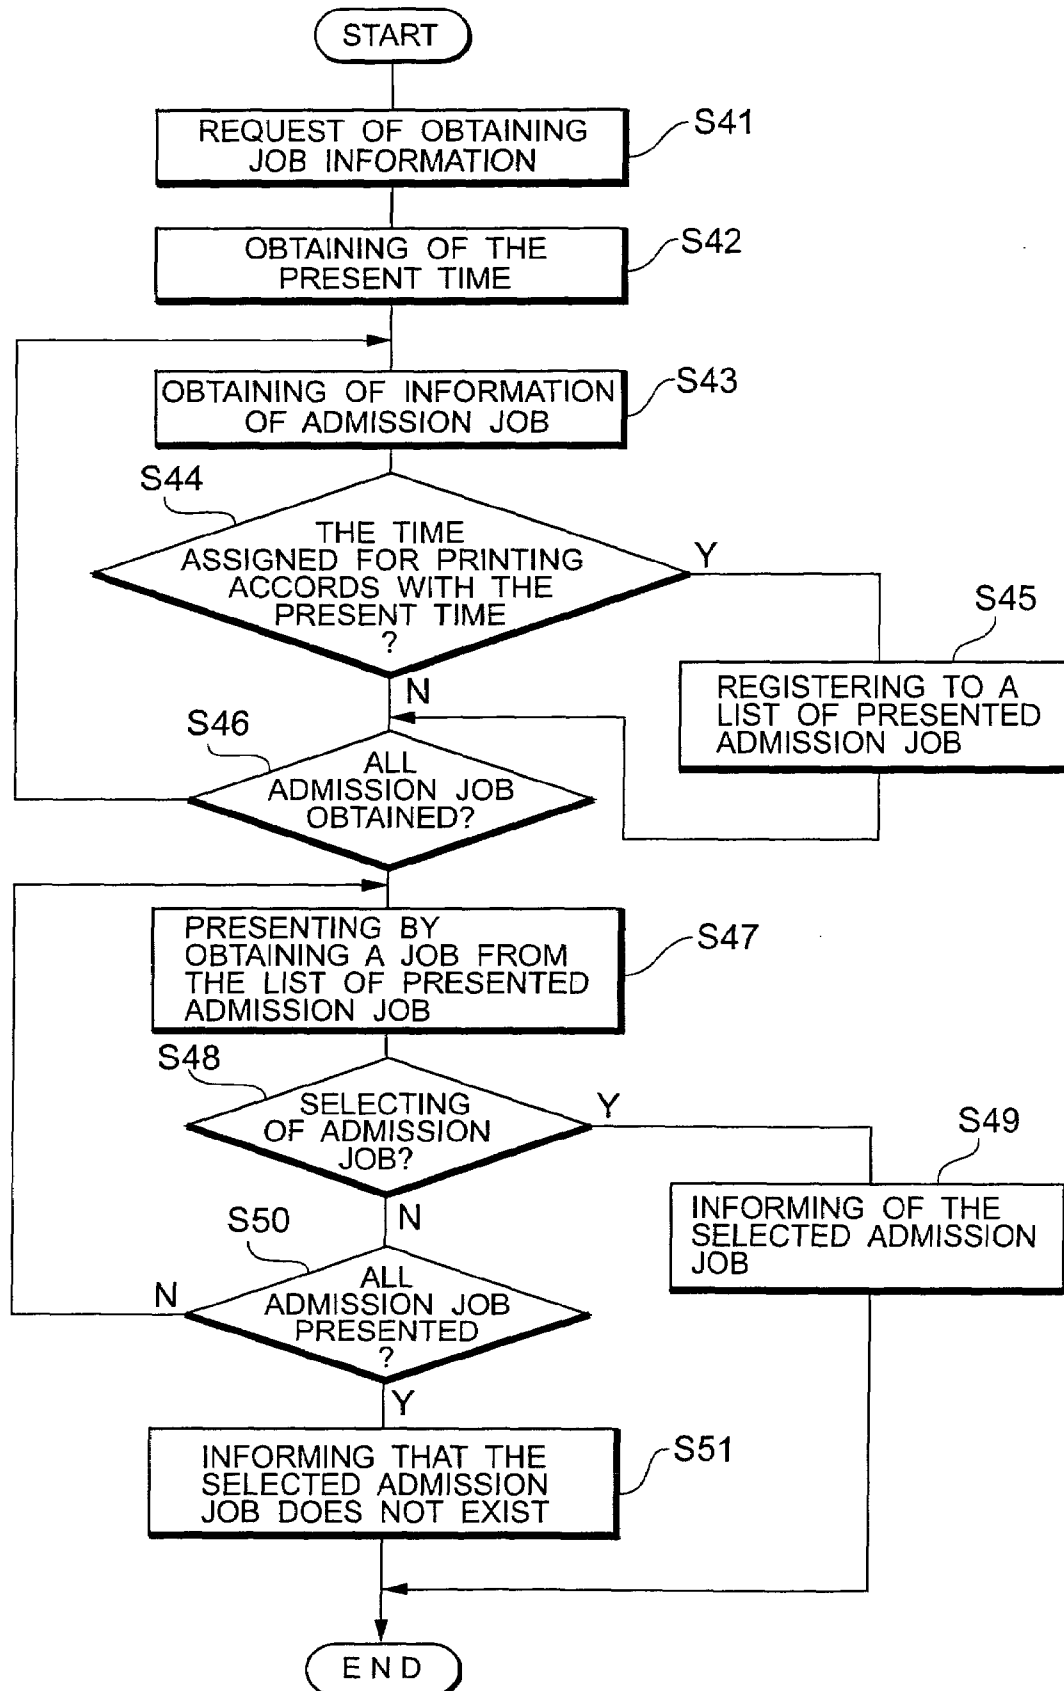 START
REQUEST OF OBTAINING
JOB INFORMATION
S41
OBTAINING OF THE
PRESENT TIME
S42
OBTAINING OF INFORMATION
OF ADMISSION JOB
S43
S44
THE TIME
ASSIGNED FOR PRINTING
ACCORDS WITH THE
PRESENT TIME
?
Y
N
S45
REGISTERING TO A
LIST OF PRESENTED
ADMISSION JOB
S46
ALL
ADMISSION JOB
OBTAINED?
PRESENTING BY
OBTAINING A JOB FROM
THE LIST OF PRESENTED
ADMISSION JOB
S47
S48
SELECTING
OF ADMISSION
JOB?
Y
N
S49
INFORMING OF THE
SELECTED ADMISSION
JOB
S50
ALL
ADMISSION JOB
PRESENTED
?
N
Y
INFORMING THAT THE
SELECTED ADMISSION
JOB DOES NOT EXIST
S51
END